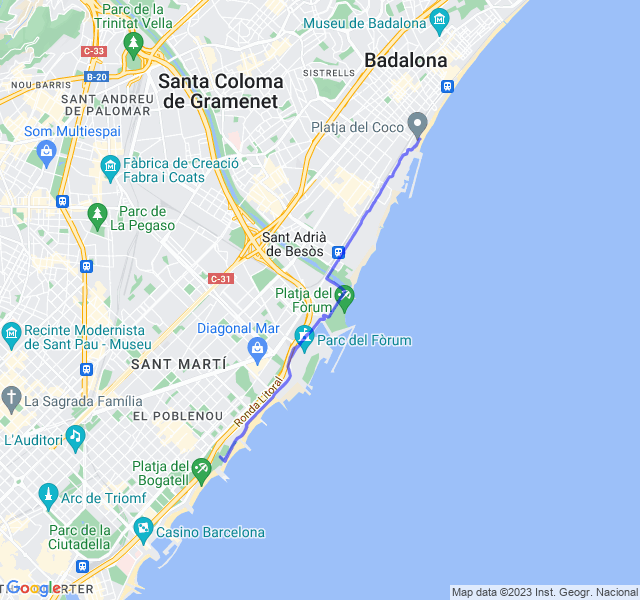 Parc de la
Trinitat Vella
Museu de Badalona
C-33
Badalona
B-20
SISTRELLS
Santa Coloma
de Gramenet
NOU BARRIS
SANT ANDREU
DE PALOMAR
Platja del Coco
Som Multiespai
Fàbrica de Creació
Fabra i Coats
Parc de
La Pegaso
Sant Adrià
de Besòs
C-31
Platja del
Fòrum
Recinte Modernista
de Sant Pau - Museu
Diagonal Mar
Parc del Fòrum
SANT MARTÍ
La Sagrada Família
Ronda Litoral
EL POBLENOU
L'Auditori
Platja del
Bogatell
Arc de Triomf
Parc de la
Ciutadella
Casino Barcelona
Google
Map data ©2023 Inst. Geogr. Nacional